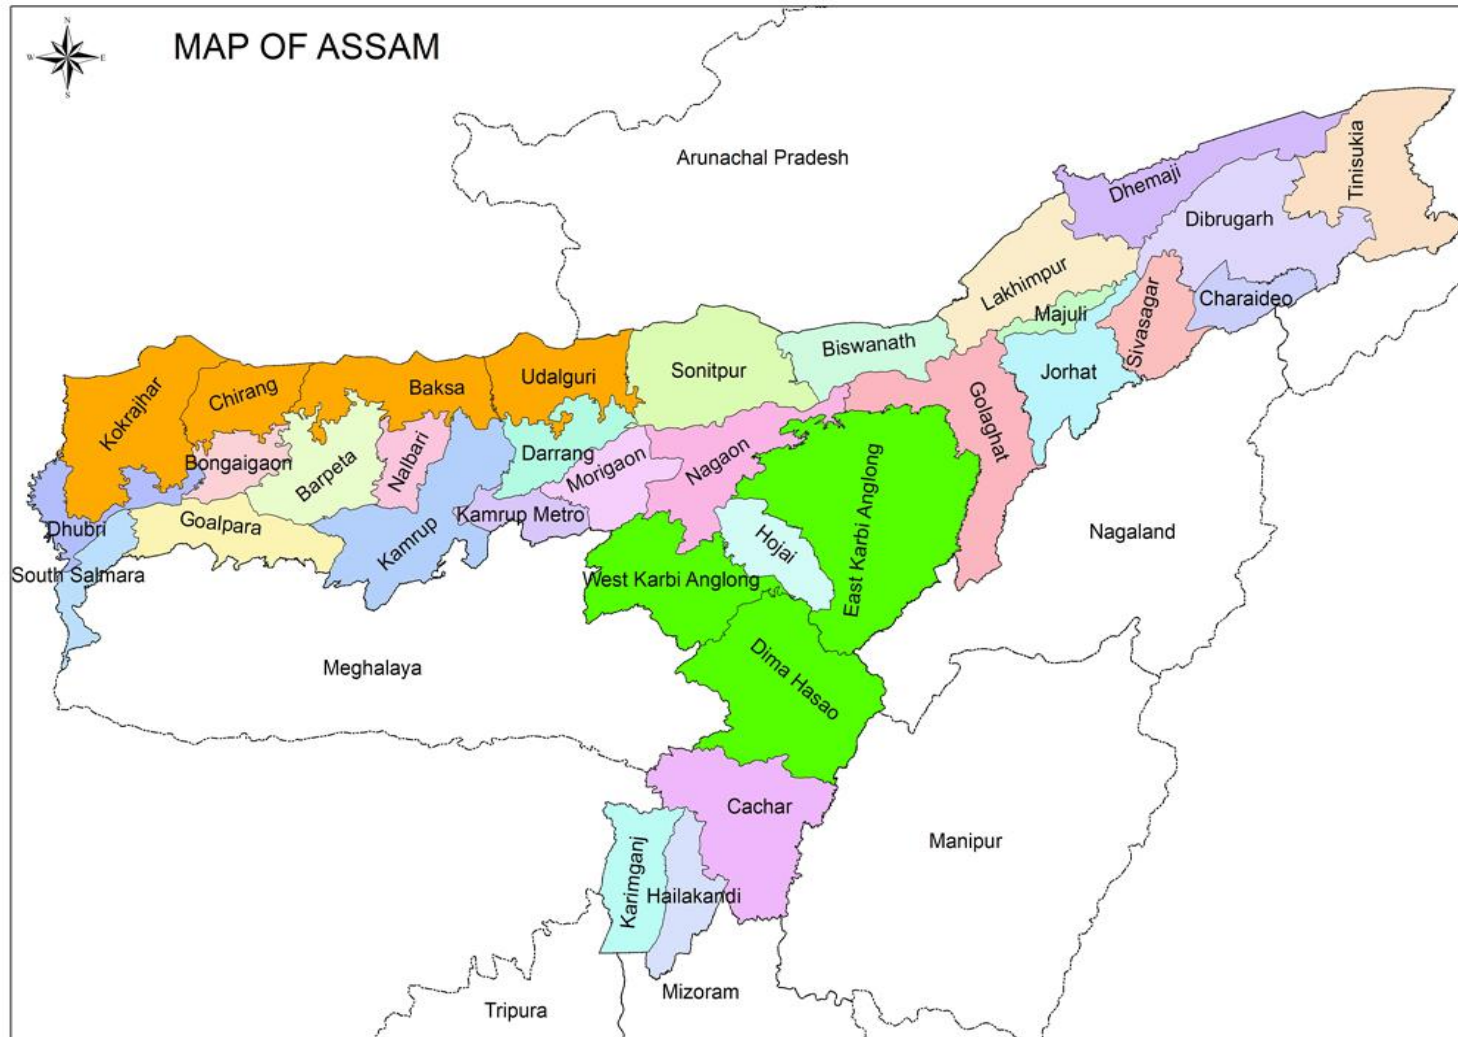 N
W
E
S
MAP OF ASSAM
Arunachal Pradesh
Tinisukia
Dhemaji
Dibrugarh
Lakhimpur
Charaideo
Majuli
Sivasagar
Biswanath
Sonitpur
Jorhat
Udalguri
Baksa
Chirang
Kokrajhar
Golaghat
Darrang
Nagaon
Morigaon
Nalbari
Bongaigaon
Barpeta
Kamrup Metro
Goalpara
Dhubri
Kamrup
Hojai
East Karbi Anglong
Nagaland
South Salmara
West Karbi Anglong
Meghalaya
Dima Hasao
Cachar
Manipur
Karimganj
Hailakandi
Mizoram
Tripura